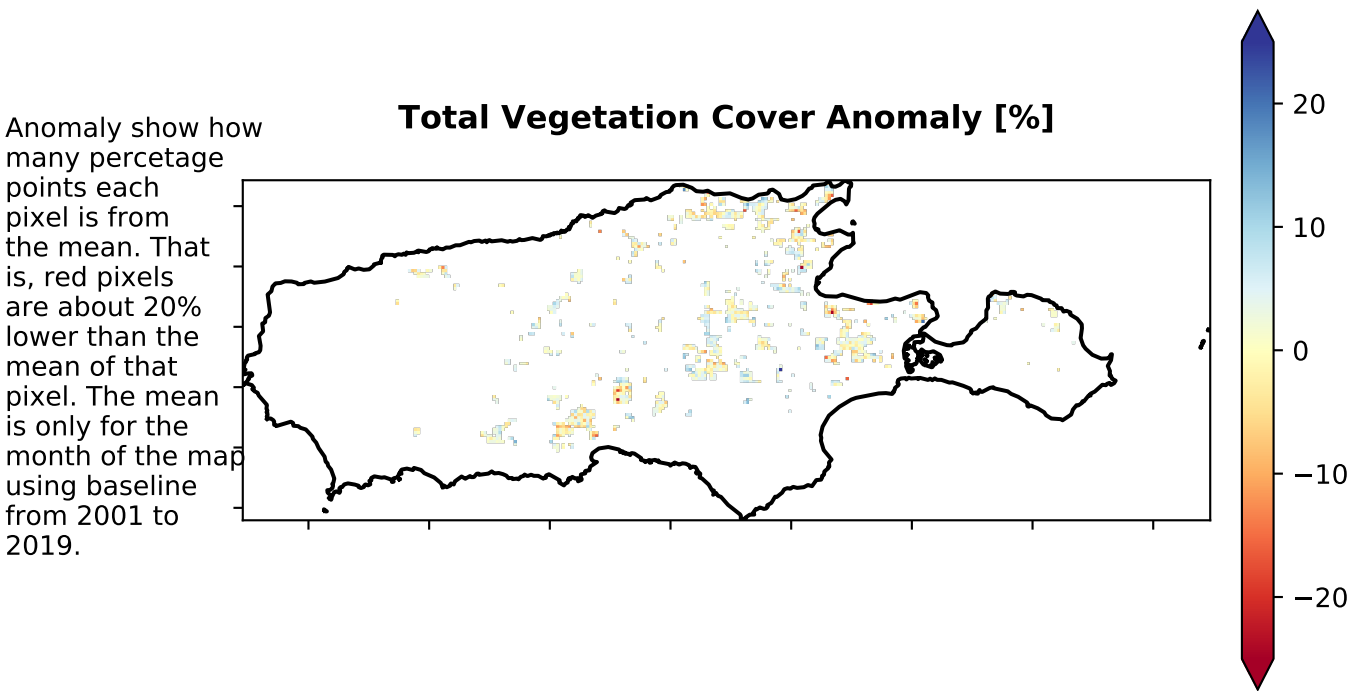 Total Vegetation Cover Anomaly [%]
Anomaly show how
many percetage
points each
pixel is from
the mean. That
is, red pixels
are about 20%
lower than the
mean of that
pixel. The mean
is only for the
month of the map
using baseline
from 2001 to
2019.
20
10
0
−10
−20